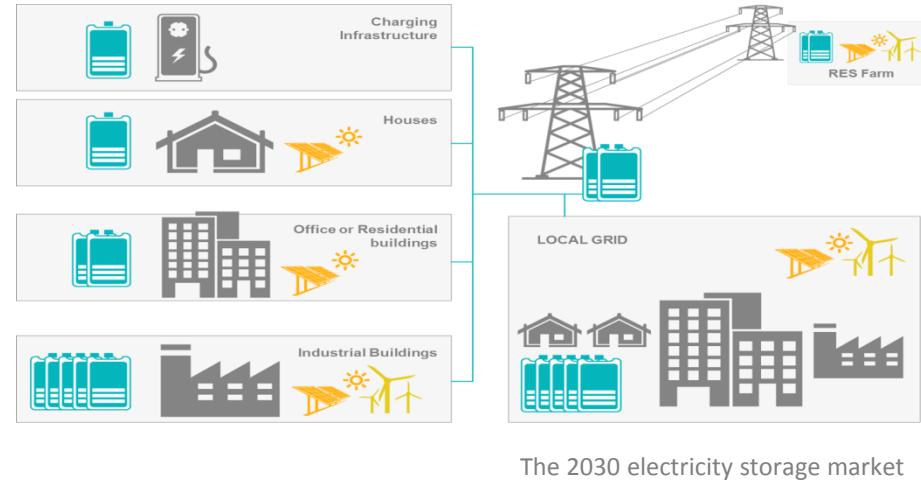 Charging
Infrastructure
RES Farm
Houses
Office or Residential
buildings
LOCAL GRID
Industrial Buildings
The 2030 electricity storage market